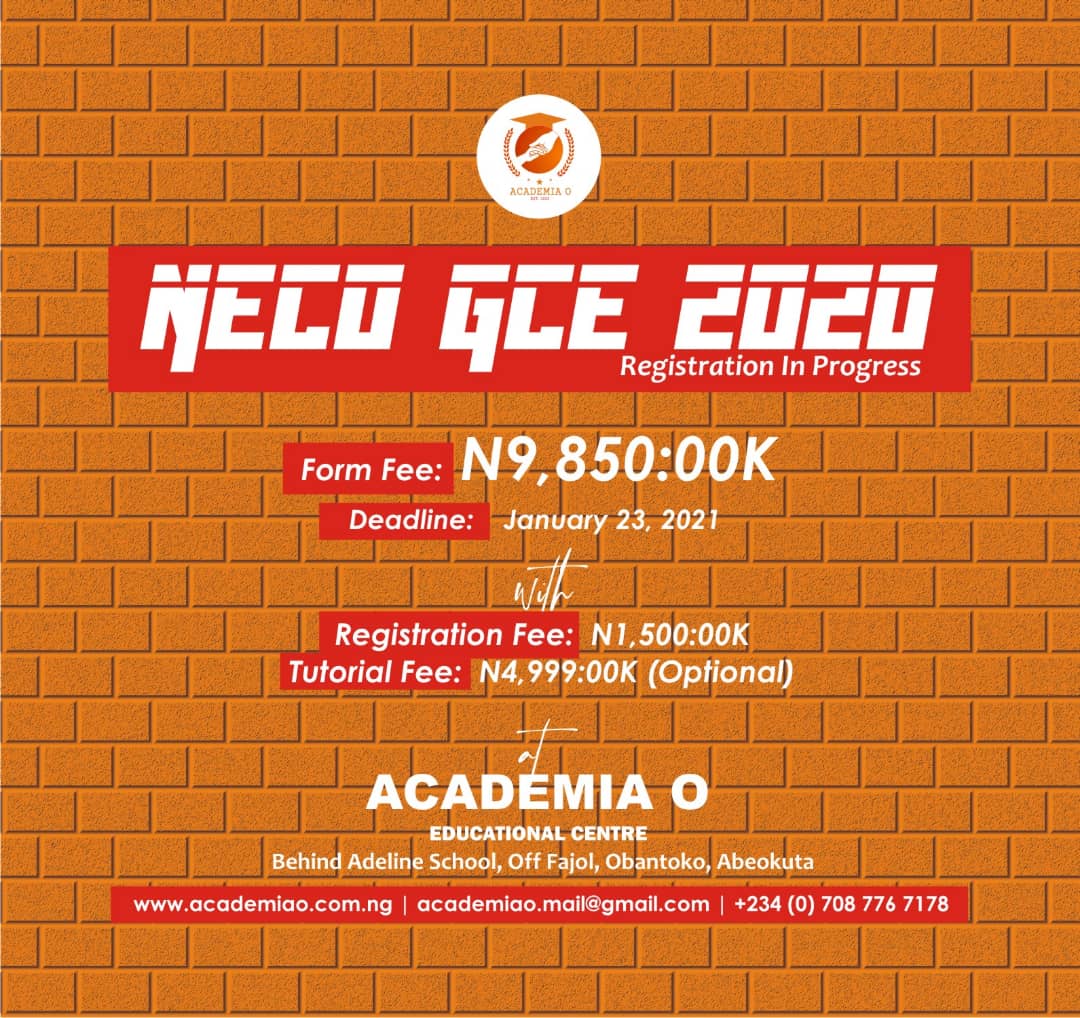 ACADEMIA O
NECO GCE 2020
Registration In Progress
Form Fee: N9,850:00K
Deadline: January 23, 2021
with
Registration Fee: N1,500:00K
Tutorial Fee: N4,999:00K (Optional)
at
ACADEMIA O
EDUCATIONAL CENTRE
Behind Adeline School, Off Fajol, Obantoko, Abeokuta
www.academiao.com.ng | academiao.mail@gmail.com | +234 (0) 708 776 7178